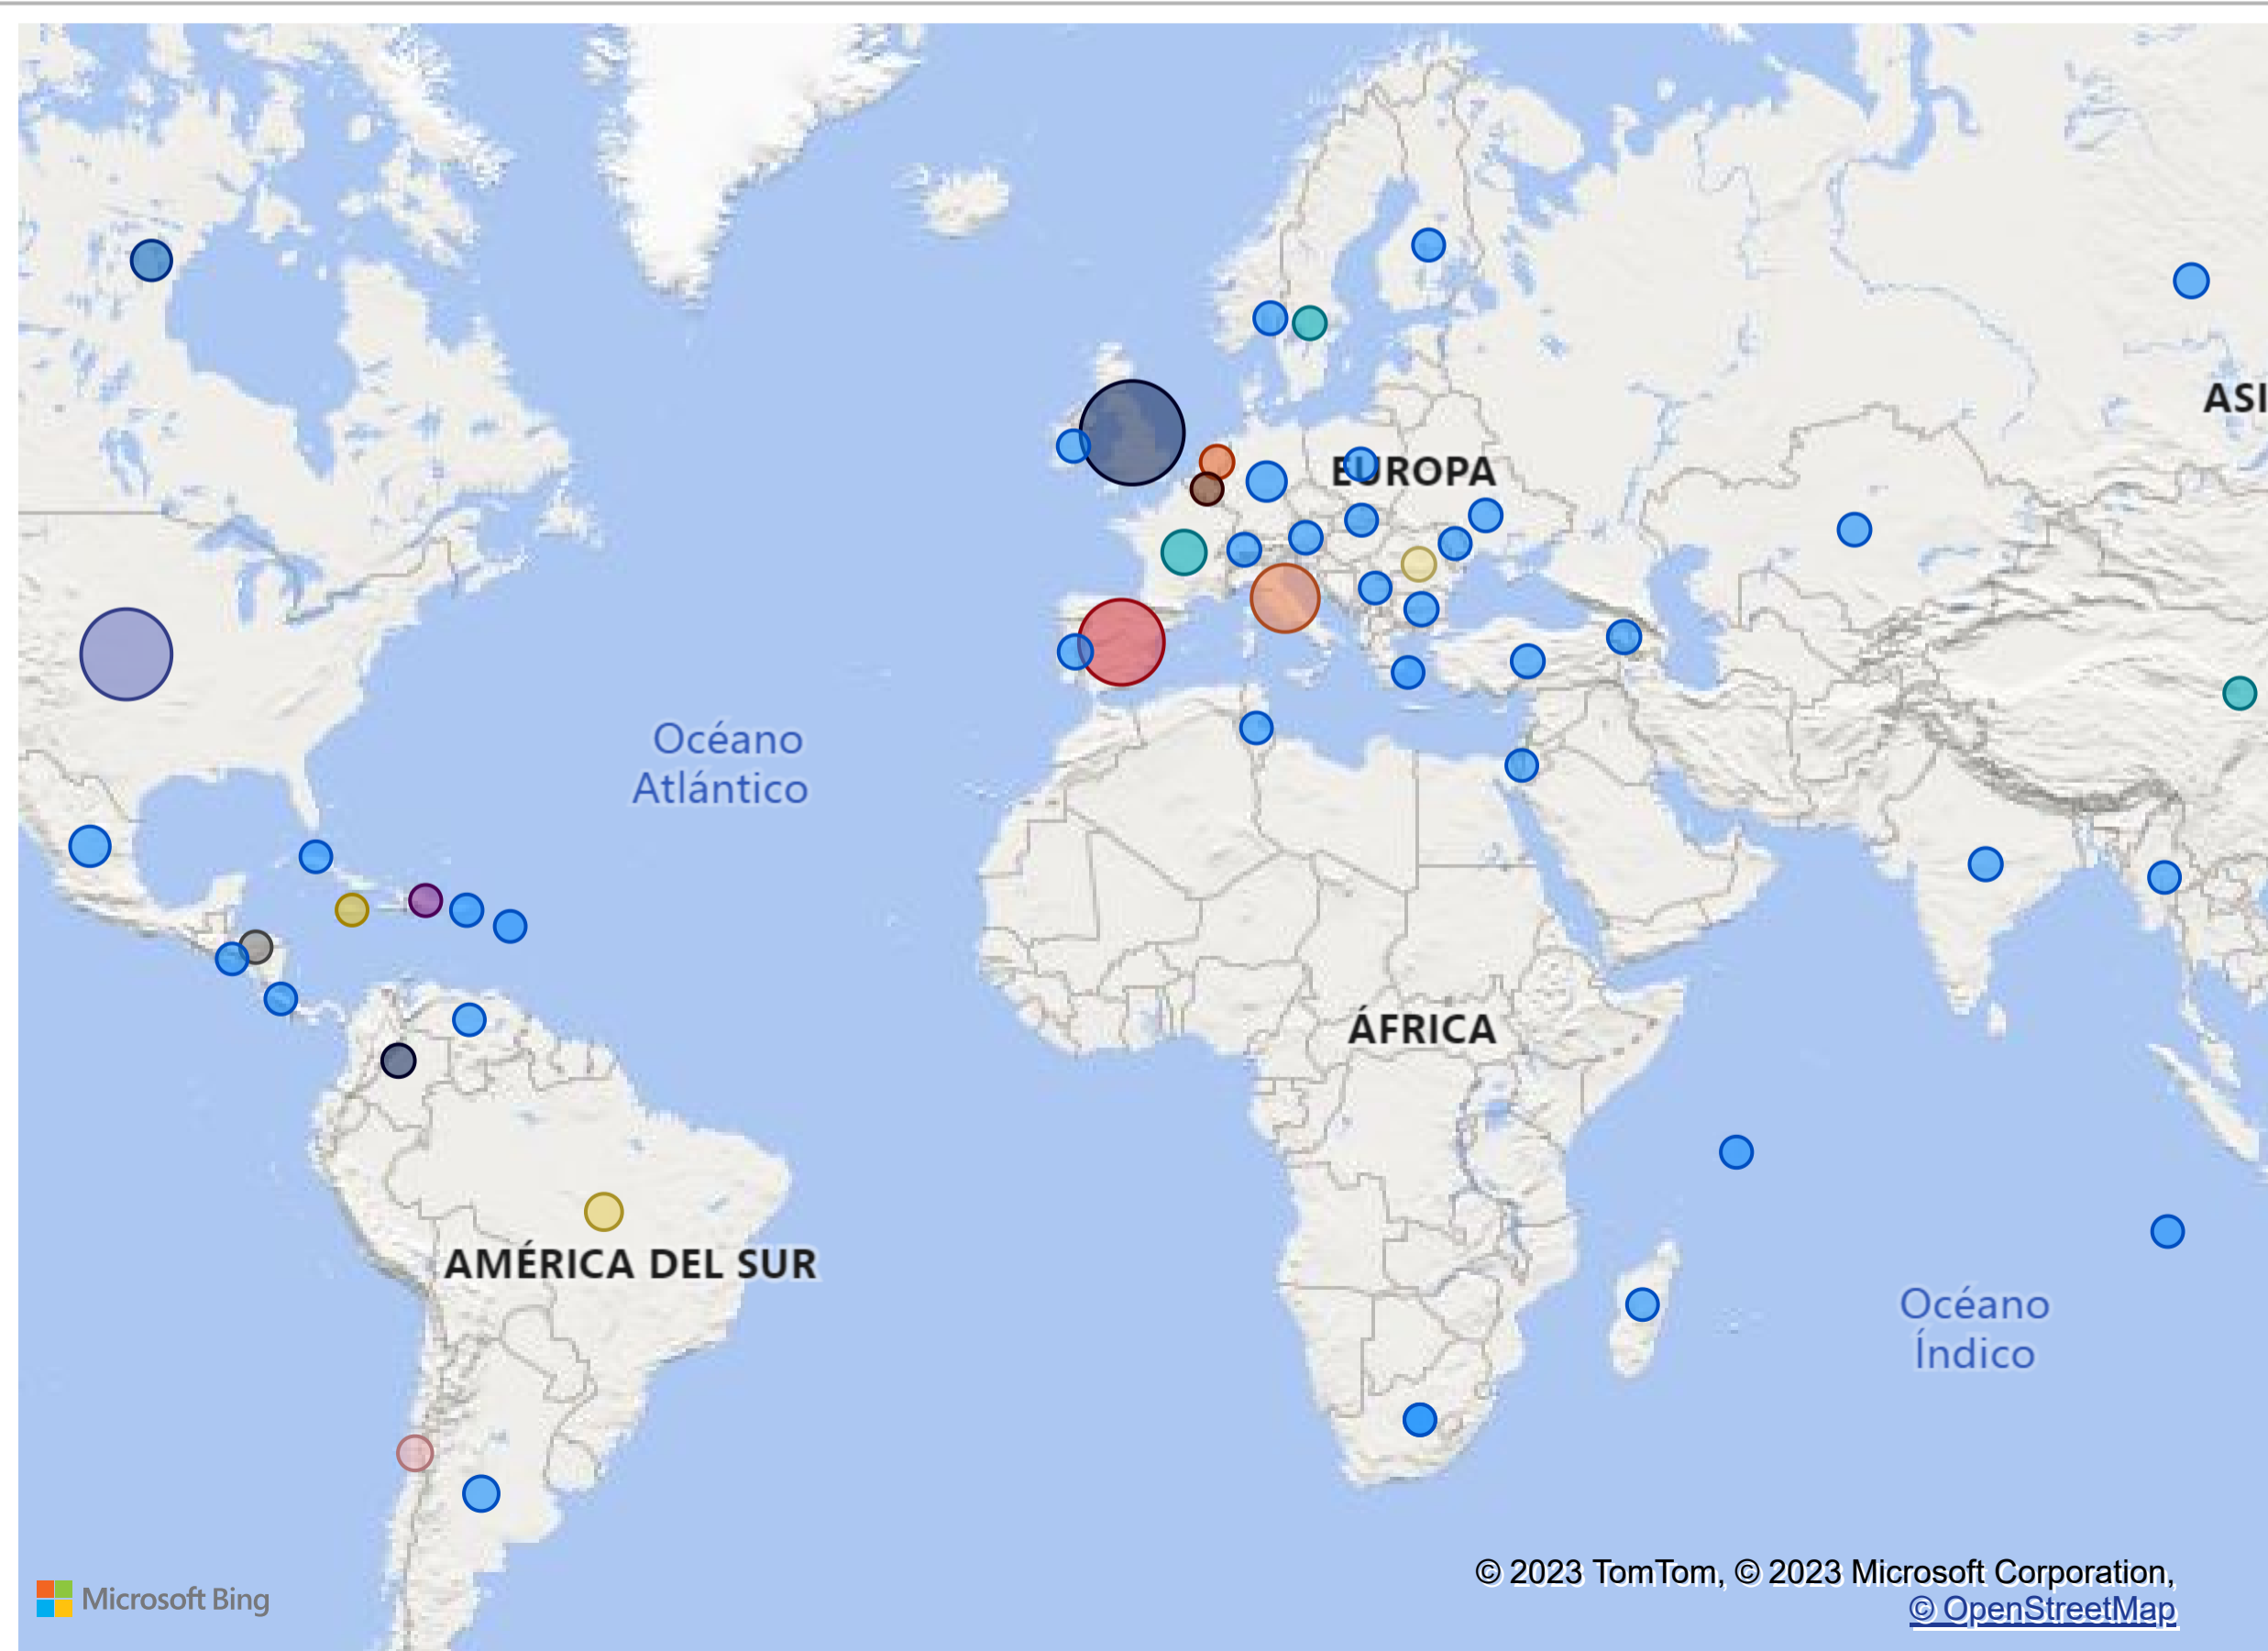 ASI
EUROPA
Océano
Atlántico
ÁFRICA
AMÉRICA DEL SUR
Océano
Índico
Microsoft Bing
© 2023 TomTom, © 2023 Microsoft Corporation,
© OpenStreetMap